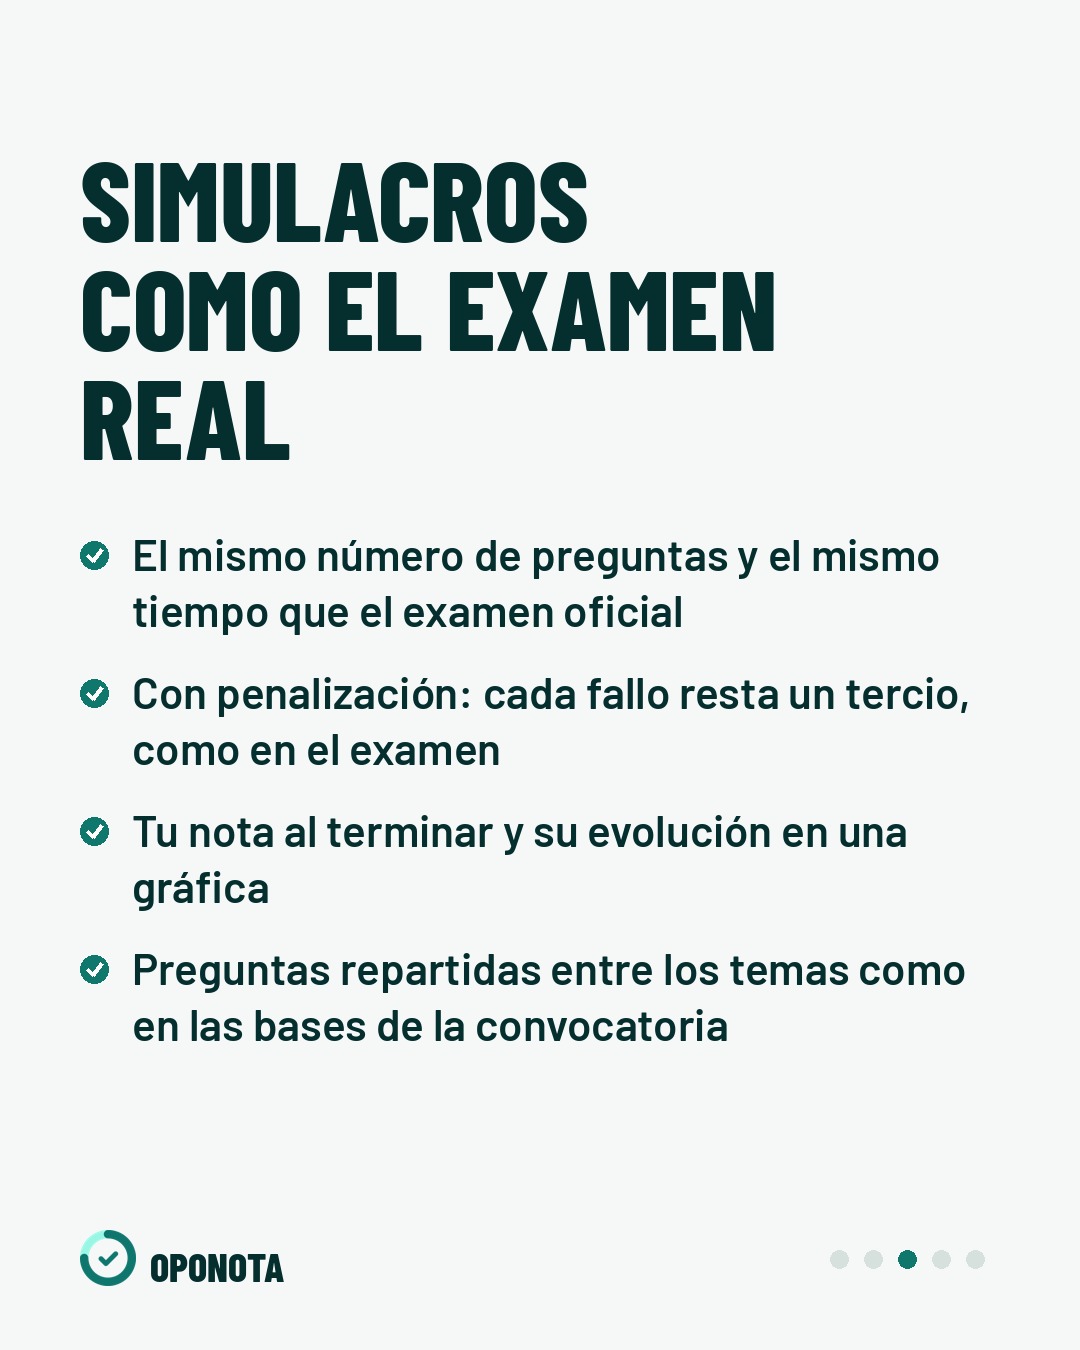 SIMULACROS
COMO EL EXAMEN
REAL
El mismo número de preguntas y el mismo
tiempo que el examen oficial
Con penalización: cada fallo resta un tercio,
como en el examen
Tu nota al terminar y su evolución en una
gráfica
Preguntas repartidas entre los temas como
en las bases de la convocatoria
OPONOTA